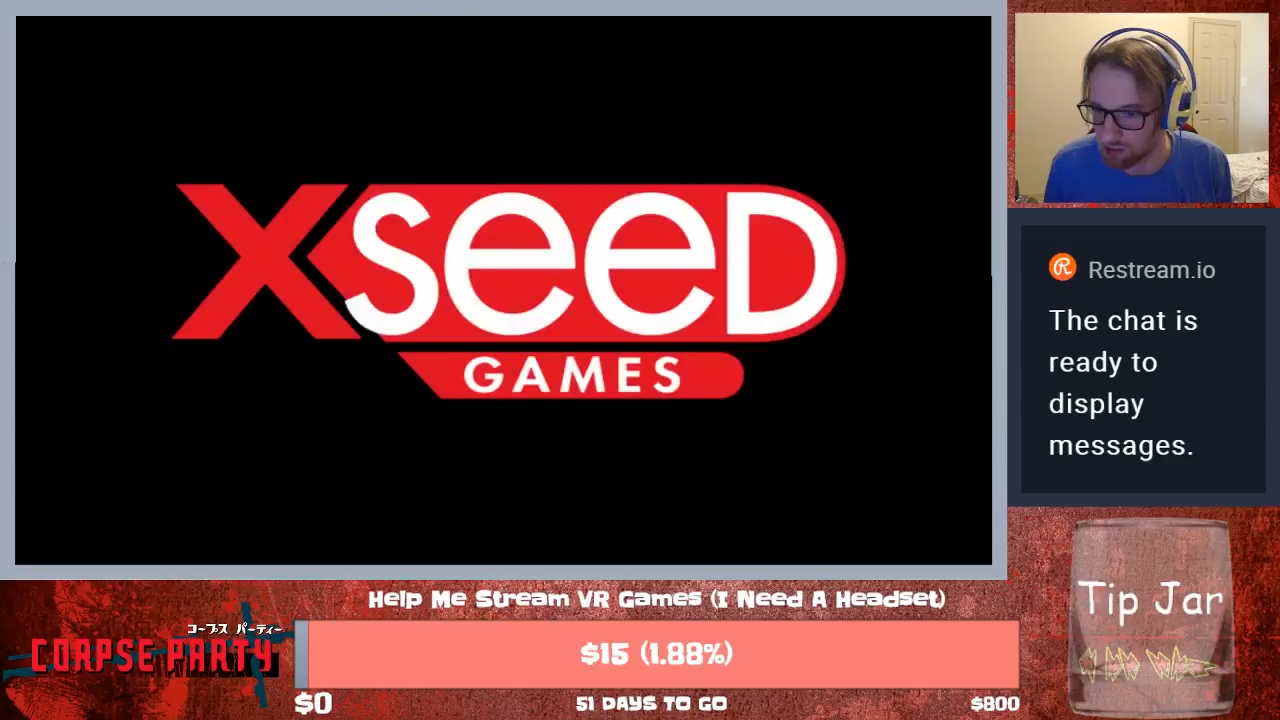 XSEED
GAMES
Restream.io
The chat is
ready to
display
messages.
Help Me Stream VR Games (I Need A Headset)
$15 (1.88%)
$0
51 DAYS TO GO
$800
コープス パーティー
CORPSE PARTY
Tip Jar